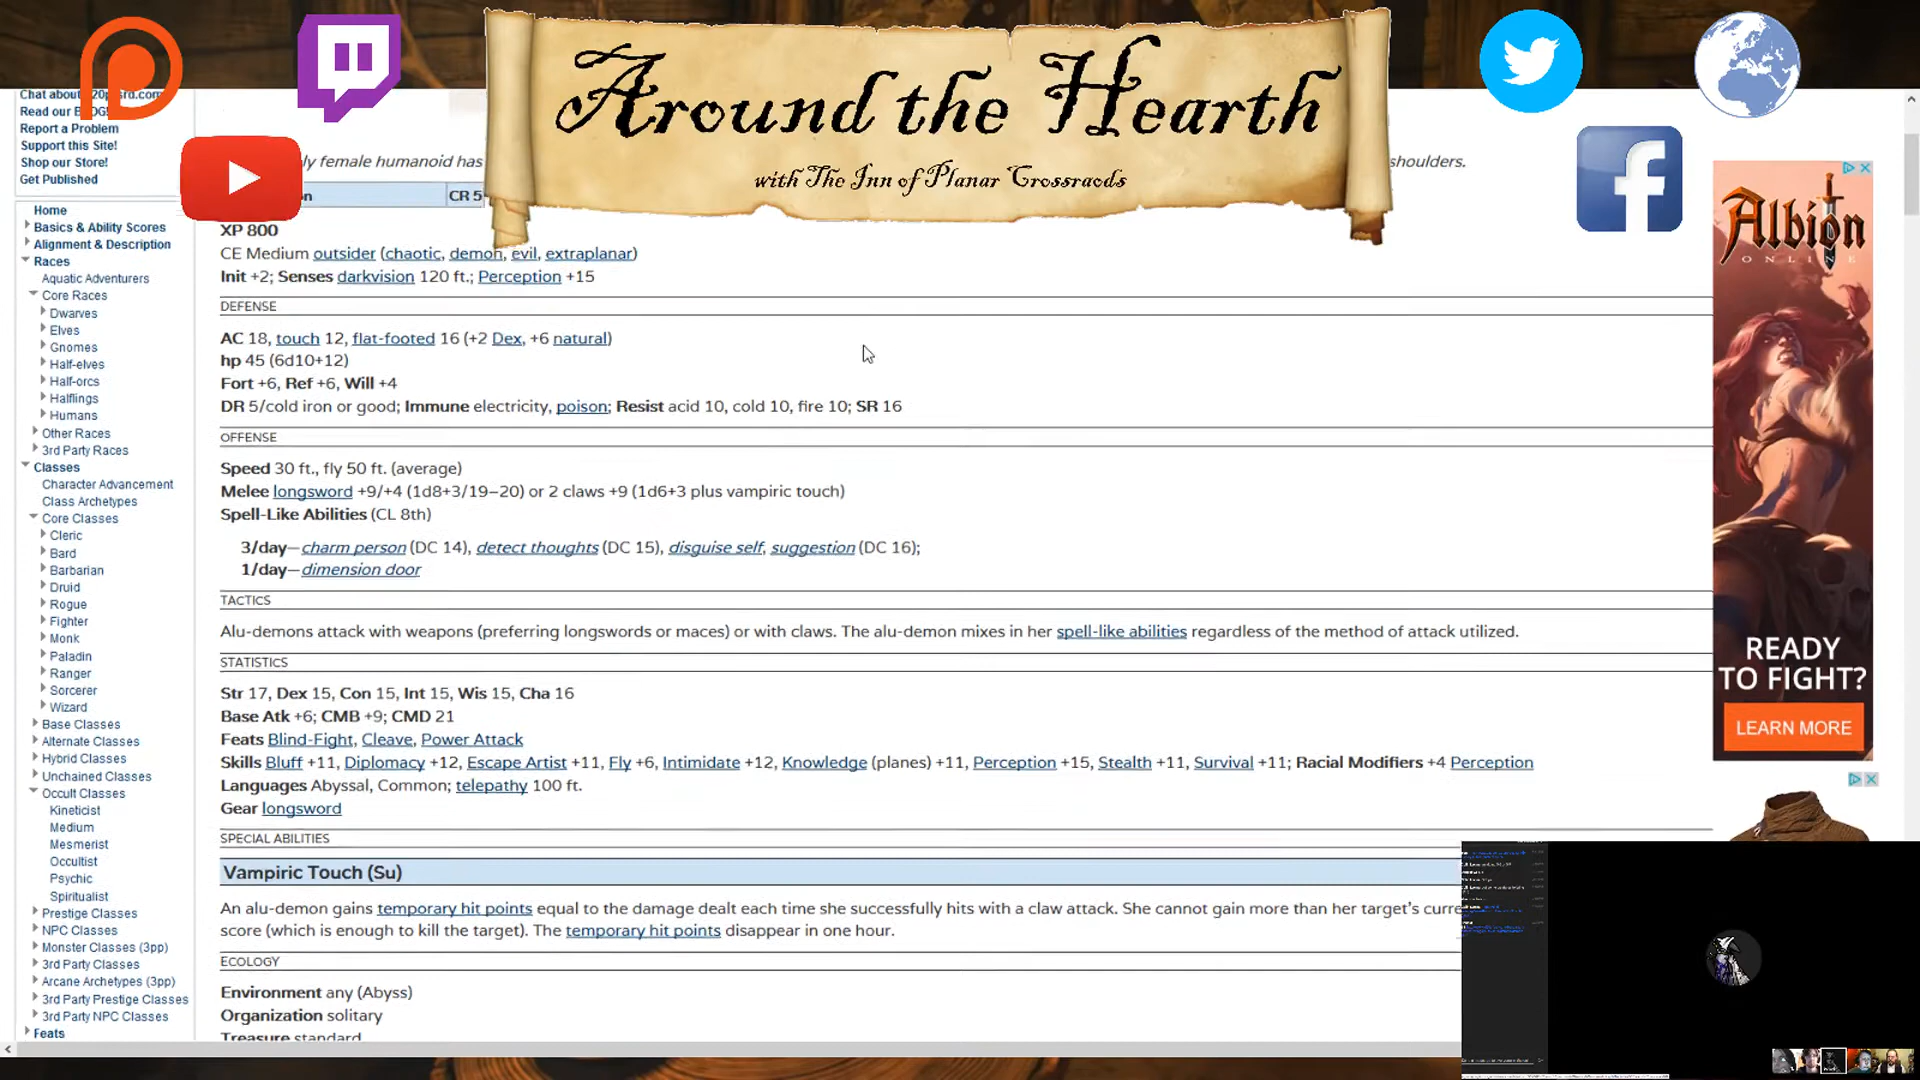 Around the Hearth
with The Inn of Planar Crossraods
Chat about
Read our BLOG!
Report a Problem
Support this Site!
Shop our Store!
Get Published
Home
Basics & Ability Scores
Alignment & Description
Races
Aquatic Adventurers
Core Races
Dwarves
Elves
Gnomes
Half-elves
Half-orcs
Halflings
Humans
Other Races
3rd Party Races
Classes
Character Advancement
Class Archetypes
Core Classes
Cleric
Bard
Barbarian
Druid
Rogue
Fighter
Monk
Paladin
Ranger
Sorcerer
Wizard
Base Classes
Alternate Classes
Hybrid Classes
Unchained Classes
Occult Classes
Kineticist
Medium
Mesmerist
Occultist
Psychic
Spiritualist
Prestige Classes
NPC Classes
Monster Classes (3pp)
3rd Party Classes
Arcane Archetypes (3pp)
3rd Party Prestige Classes
3rd Party NPC Classes
Feats
ly female humanoid has
shoulders.
CR 5
XP 800
CE Medium outsider (chaotic, demon, evil, extraplanar)
Init +2; Senses darkvision 120 ft.; Perception +15
DEFENSE
AC 18, touch 12, flat-footed 16 (+2 Dex, +6 natural)
hp 45 (6d10+12)
Fort +6, Ref +6, Will +4
DR 5/cold iron or good; Immune electricity, poison; Resist acid 10, cold 10, fire 10; SR 16
OFFENSE
Speed 30 ft., fly 50 ft. (average)
Melee longsword +9/+4 (1d8+3/19–20) or 2 claws +9 (1d6+3 plus vampiric touch)
Spell-Like Abilities (CL 8th)
3/day—charm person (DC 14), detect thoughts (DC 15), disguise self, suggestion (DC 16);
1/day—dimension door
TACTICS
Alu-demons attack with weapons (preferring longswords or maces) or with claws. The alu-demon mixes in her spell-like abilities regardless of the method of attack utilized.
STATISTICS
Str 17, Dex 15, Con 15, Int 15, Wis 15, Cha 16
Base Atk +6; CMB +9; CMD 21
Feats Blind-Fight, Cleave, Power Attack
Skills Bluff +11, Diplomacy +12, Escape Artist +11, Fly +6, Intimidate +12, Knowledge (planes) +11, Perception +15, Stealth +11, Survival +11; Racial Modifiers +4 Perception
Languages Abyssal, Common; telepathy 100 ft.
Gear longsword
SPECIAL ABILITIES
Vampiric Touch (Su)
An alu-demon gains temporary hit points equal to the damage dealt each time she successfully hits with a claw attack. She cannot gain more than her target's
score (which is enough to kill the target). The temporary hit points disappear in one hour.
ECOLOGY
Environment any (Abyss)
Organization solitary
Treasure standard
Albion
ONLINE
READY
TO FIGHT?
LEARN MORE